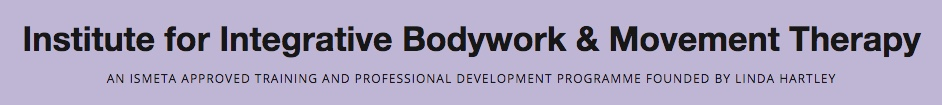 Institute for Integrative Bodywork & Movement Therapy
AN ISMETA APPROVED TRAINING AND PROFESSIONAL DEVELOPMENT PROGRAMME FOUNDED BY LINDA HARTLEY